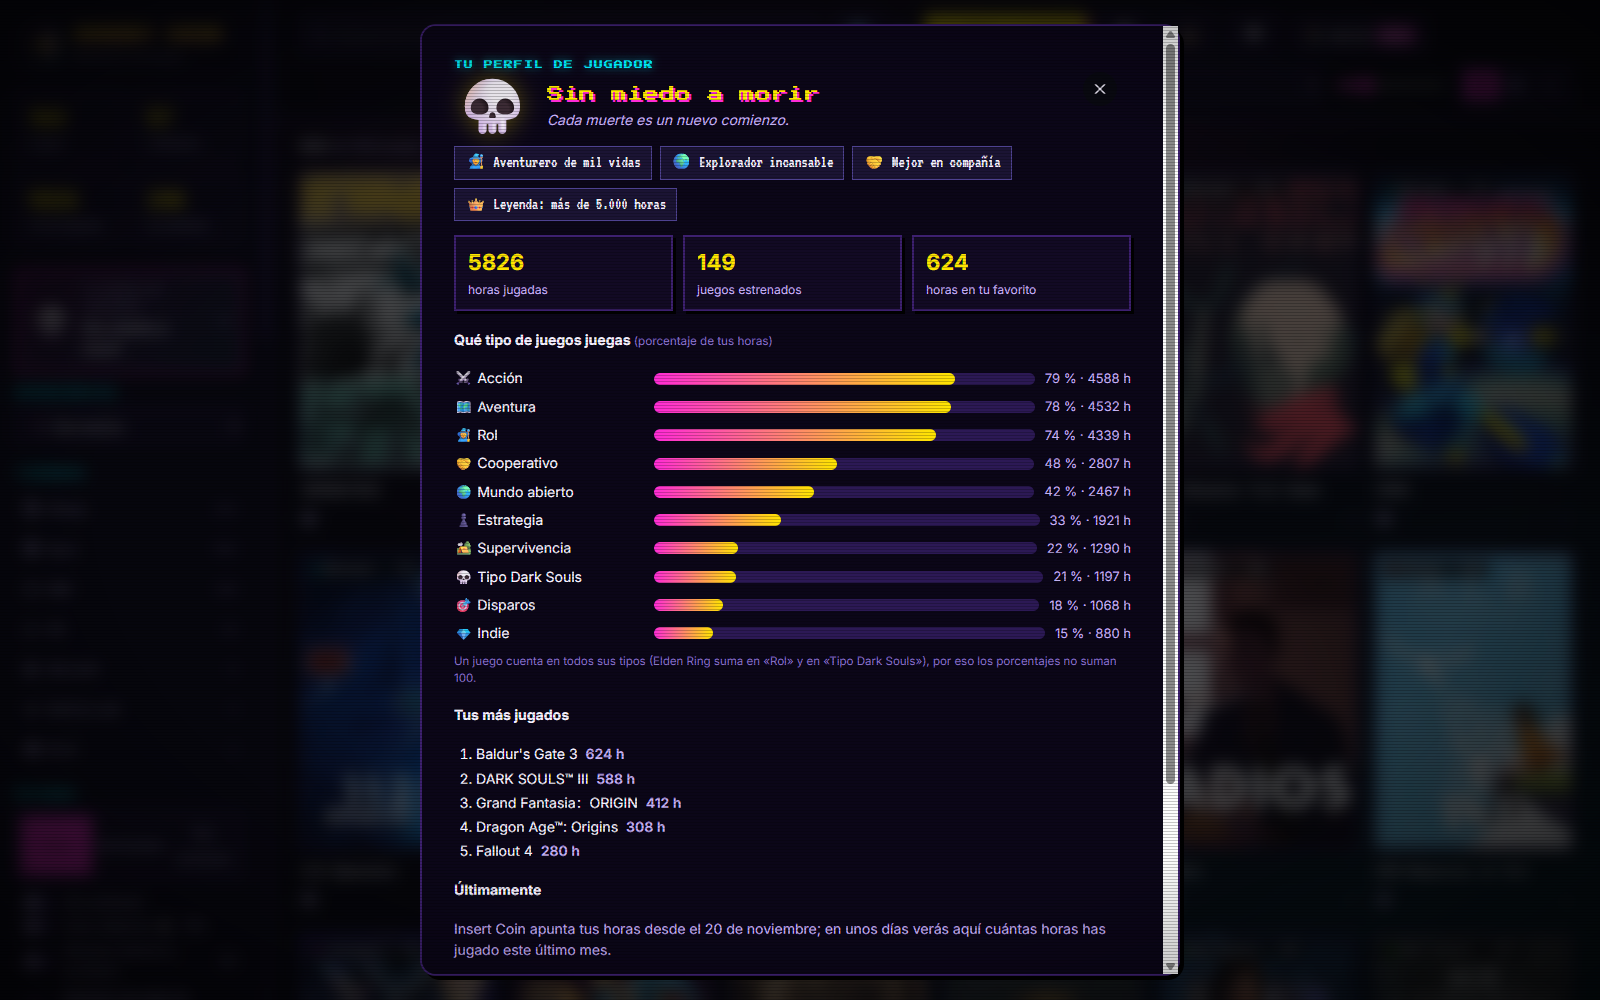 TU PERFIL DE JUGADOR
Sin miedo a morir
Cada muerte es un nuevo comienzo.
Aventurero de mil vidas
Explorador incansable
Mejor en compañía
Leyenda: más de 5.000 horas
5826
horas jugadas
149
juegos estrenados
624
horas en tu favorito
Qué tipo de juegos juegas (porcentaje de tus horas)
Acción 79 % · 4588 h
Aventura 78 % · 4532 h
Rol 74 % · 4339 h
Cooperativo 48 % · 2807 h
Mundo abierto 42 % · 2467 h
Estrategia 33 % · 1921 h
Supervivencia 22 % · 1290 h
Tipo Dark Souls 21 % · 1197 h
Disparos 18 % · 1068 h
Indie 15 % · 880 h
Un juego cuenta en todos sus tipos (Elden Ring suma en «Rol» y en «Tipo Dark Souls»), por eso los porcentajes no suman
100.
Tus más jugados
1. Baldur's Gate 3 624 h
2. DARK SOULS™ III 588 h
3. Grand Fantasia: ORIGIN 412 h
4. Dragon Age™: Origins 308 h
5. Fallout 4 280 h
Últimamente
Insert Coin apunta tus horas desde el 20 de noviembre; en unos días verás aquí cuántas horas has
jugado este último mes.